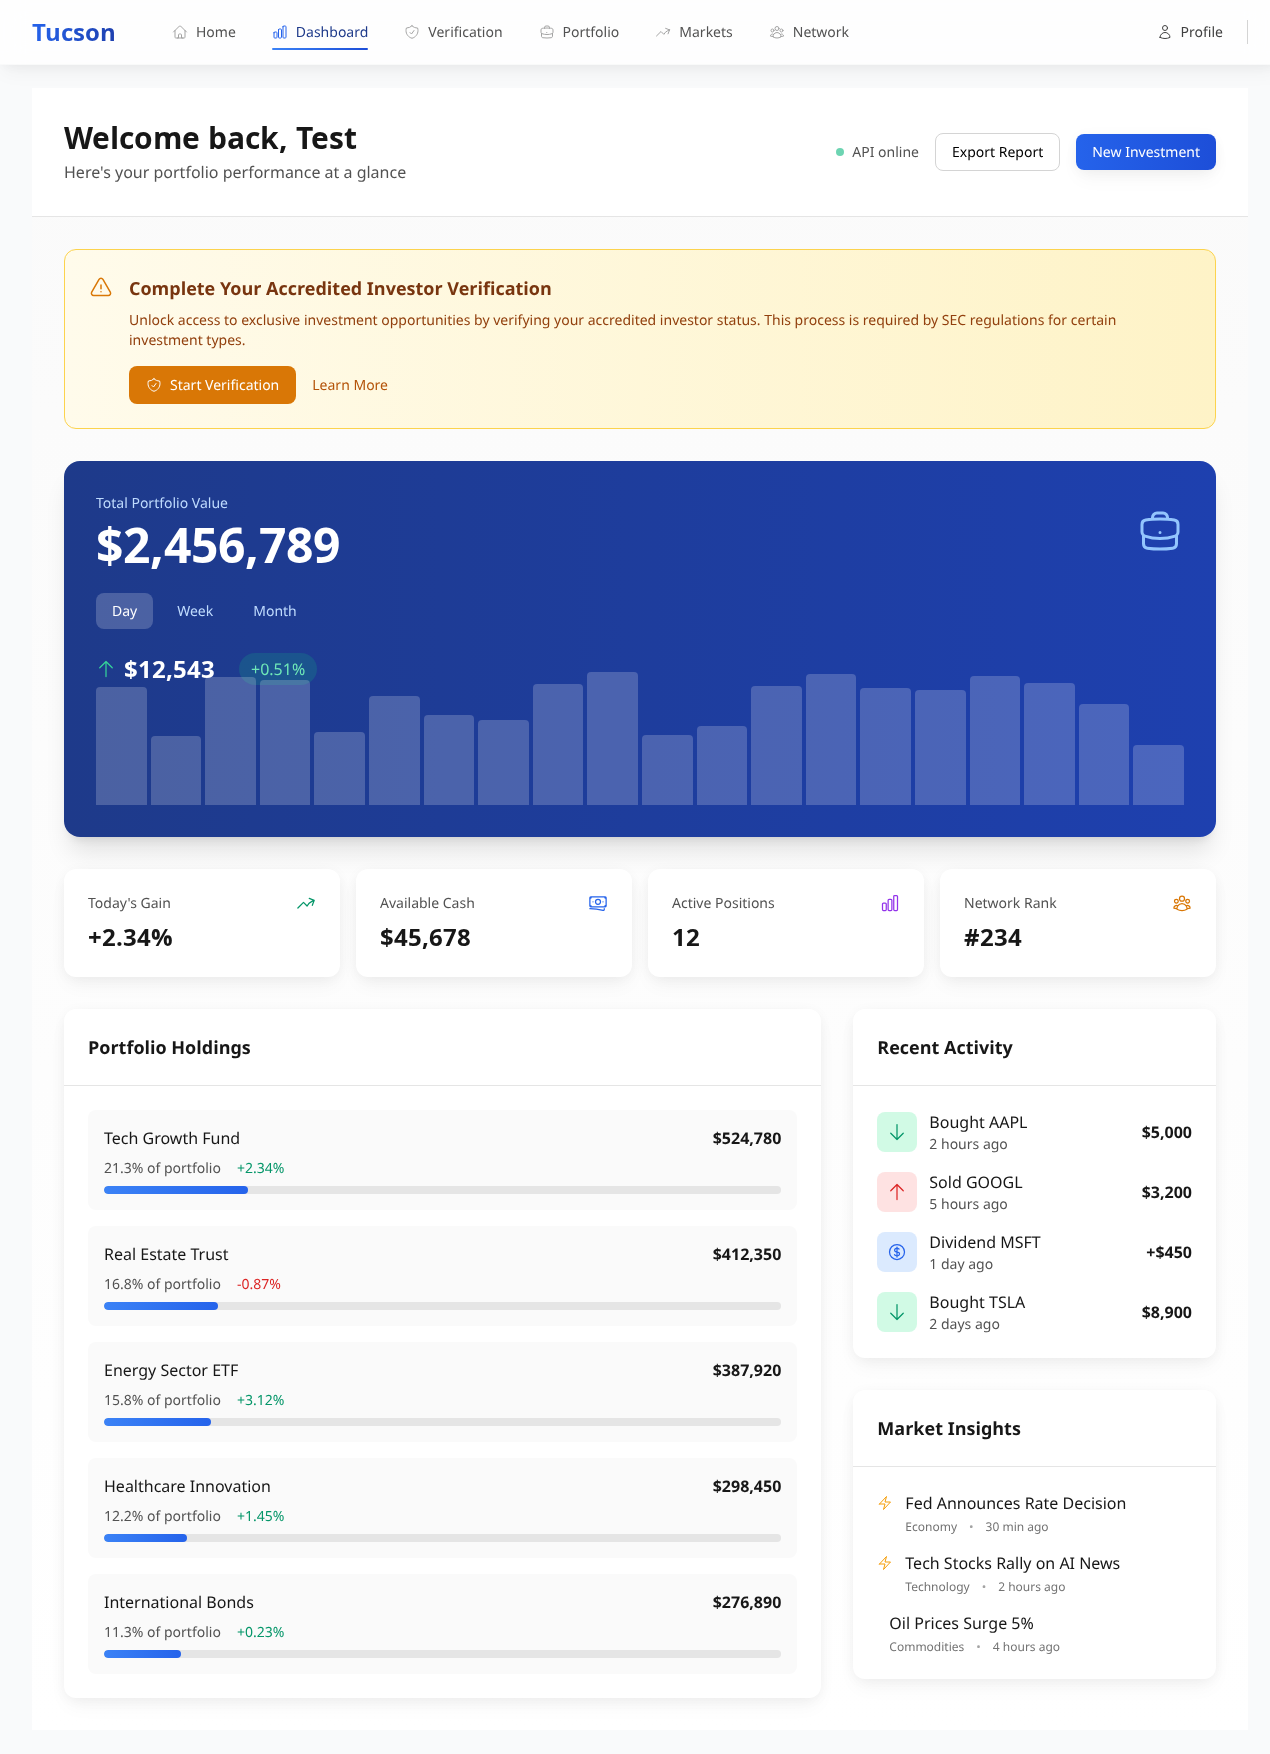 Tucson
Home
Dashboard
Verification
Portfolio
Markets
Network
Profile
Welcome back, Test
Here's your portfolio performance at a glance
API online
Export Report
New Investment
Complete Your Accredited Investor Verification
Unlock access to exclusive investment opportunities by verifying your accredited investor status. This process is required by SEC regulations for certain
investment types.
Start Verification
Learn More
Total Portfolio Value
$2,456,789
Day
Week
Month
$12,543
+0.51%
Today's Gain
+2.34%
Available Cash
$45,678
Active Positions
12
Network Rank
#234
Portfolio Holdings
Tech Growth Fund
$524,780
21.3% of portfolio +2.34%
Real Estate Trust
$412,350
16.8% of portfolio -0.87%
Energy Sector ETF
$387,920
15.8% of portfolio +3.12%
Healthcare Innovation
$298,450
12.2% of portfolio +1.45%
International Bonds
$276,890
11.3% of portfolio +0.23%
Recent Activity
Bought AAPL
2 hours ago
$5,000
Sold GOOGL
5 hours ago
$3,200
Dividend MSFT
1 day ago
+$450
Bought TSLA
2 days ago
$8,900
Market Insights
Fed Announces Rate Decision
Economy • 30 min ago
Tech Stocks Rally on AI News
Technology • 2 hours ago
Oil Prices Surge 5%
Commodities • 4 hours ago